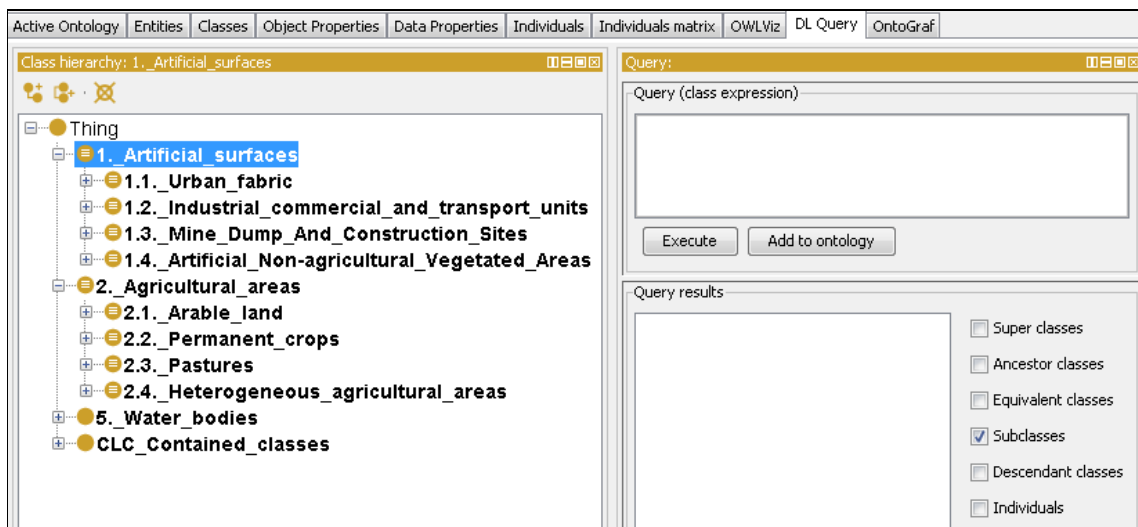 Active Ontology Entities Classes Object Properties Data Properties Individuals Individuals matrix OWLViz DL Query OntoGraf
Class hierarchy: 1._Artificial_surfaces
Thing
1._Artificial_surfaces
1.1._Urban_fabric
1.2._Industrial_commercial_and_transport_units
1.3._Mine_Dump_And_Construction_Sites
1.4._Artificial_Non-agricultural_Vegetated_Areas
2._Agricultural_areas
2.1._Arable_land
2.2._Permanent_crops
2.3._Pastures
2.4._Heterogeneous_agricultural_areas
5._Water_bodies
CLC_Contained_classes
Query:
Query (class expression)
Execute Add to ontology
Query results
Super classes
Ancestor classes
Equivalent classes
Subclasses
Descendant classes
Individuals